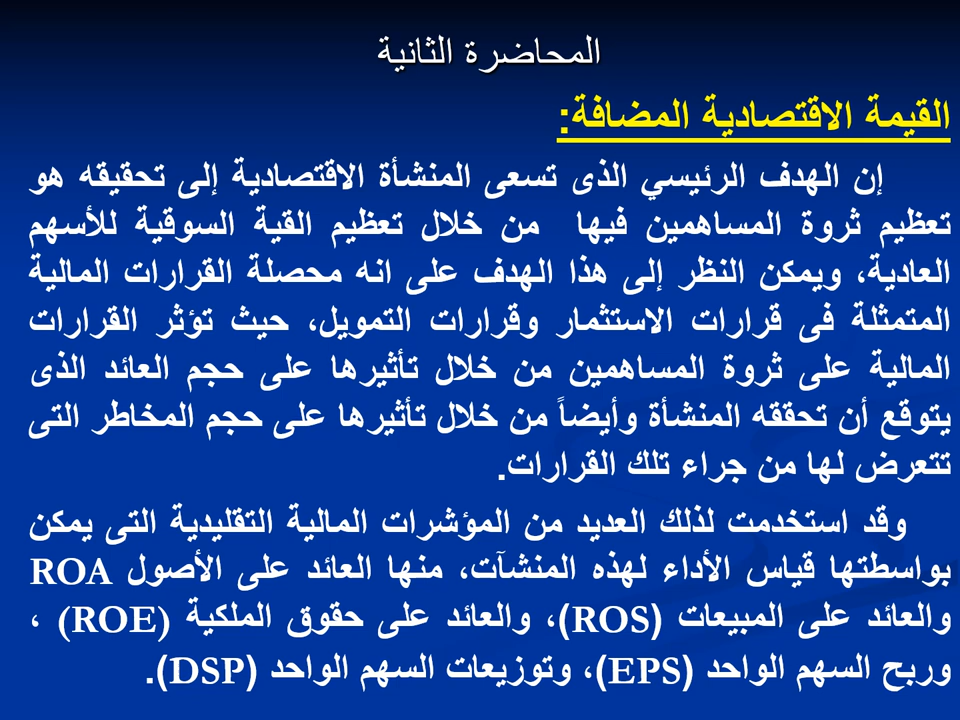 المحاضرة الثانية
القيمة الاقتصادية المضافة:
إن الهدف الرئيسي الذى تسعى المنشأة الاقتصادية إلى تحقيقه هو
تعظيم ثروة المساهمين فيها من خلال تعظيم القية السوقية للأسهم
العادية، ويمكن النظر إلى هذا الهدف على انه محصلة القرارات المالية
المتمثلة فى قرارات الاستثمار وقرارات التمويل، حيث تؤثر القرارات
المالية على ثروة المساهمين من خلال تأثيرها على حجم العائد الذى
يتوقع أن تحققه المنشأة وأيضاً من خلال تأثيرها على حجم المخاطر التى
تتعرض لها من جراء تلك القرارات.
وقد استخدمت لذلك العديد من المؤشرات المالية التقليدية التى يمكن
بواسطتها قياس الأداء لهذه المنشآت، منها العائد على الأصول ROA
والعائد على المبيعات (ROS)، والعائد على حقوق الملكية (ROE) ،
وربح السهم الواحد (EPS)، وتوزيعات السهم الواحد (DSP).